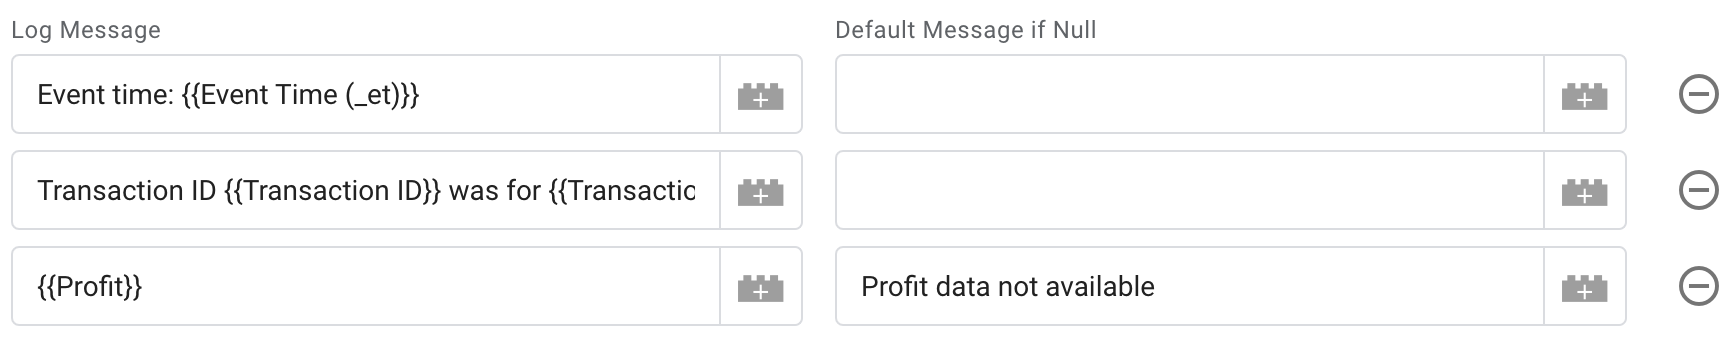 Log Message
Default Message if Null
Event time: {{Event Time (_et)}}
Transaction ID {{Transaction ID}} was for {{Transactio
{{Profit}}
Profit data not available